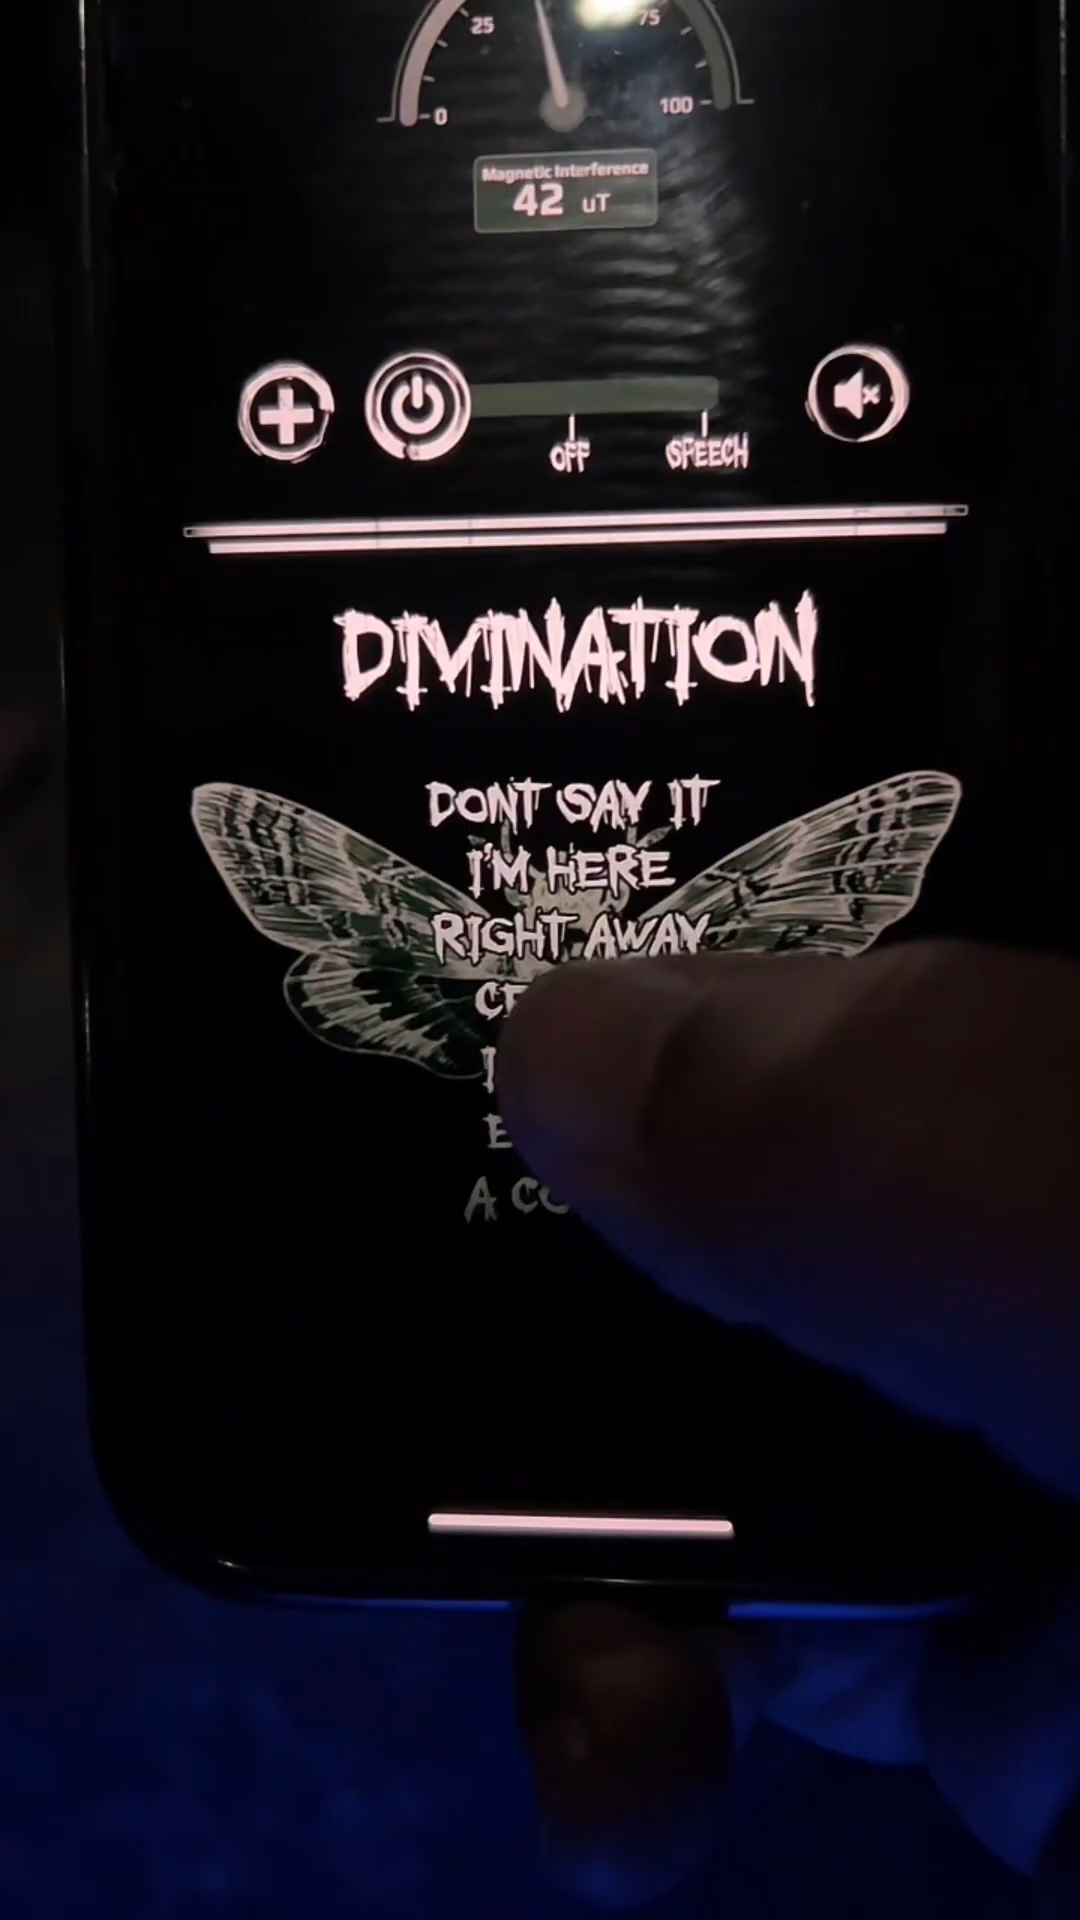 25 75
0 100
Magnetic Interference
42 uT
OFF SPEECH
DIVINATION
DONT SAY IT
I'M HERE
RIGHT AWAY
A